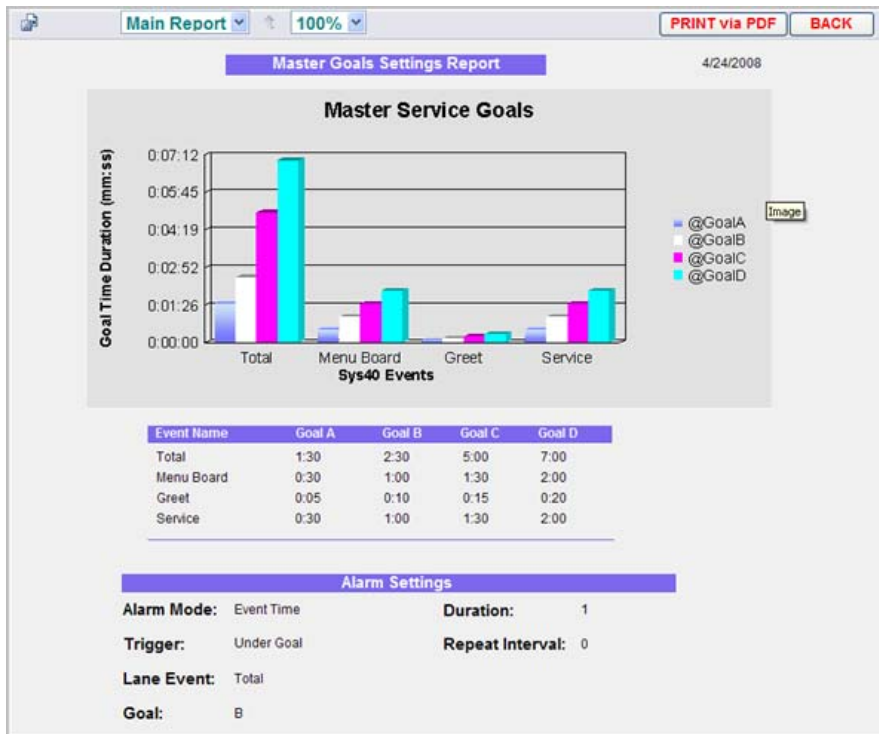 Main Report 100% PRINT via PDF BACK
Master Goals Settings Report 4/24/2008
Master Service Goals
Goal Time Duration (mm:ss)
0:07:12
0:05:45
0:04:19
0:02:52
0:01:26
0:00:00
Total Menu Board Greet Service
Sys40 Events
@GoalA
@GoalB
@GoalC
@GoalD
Image
Event Name Goal A Goal B Goal C Goal D
Total 1:30 2:30 5:00 7:00
Menu Board 0:30 1:00 1:30 2:00
Greet 0:05 0:10 0:15 0:20
Service 0:30 1:00 1:30 2:00
Alarm Settings
Alarm Mode: Event Time Duration: 1
Trigger: Under Goal Repeat Interval: 0
Lane Event: Total
Goal: B